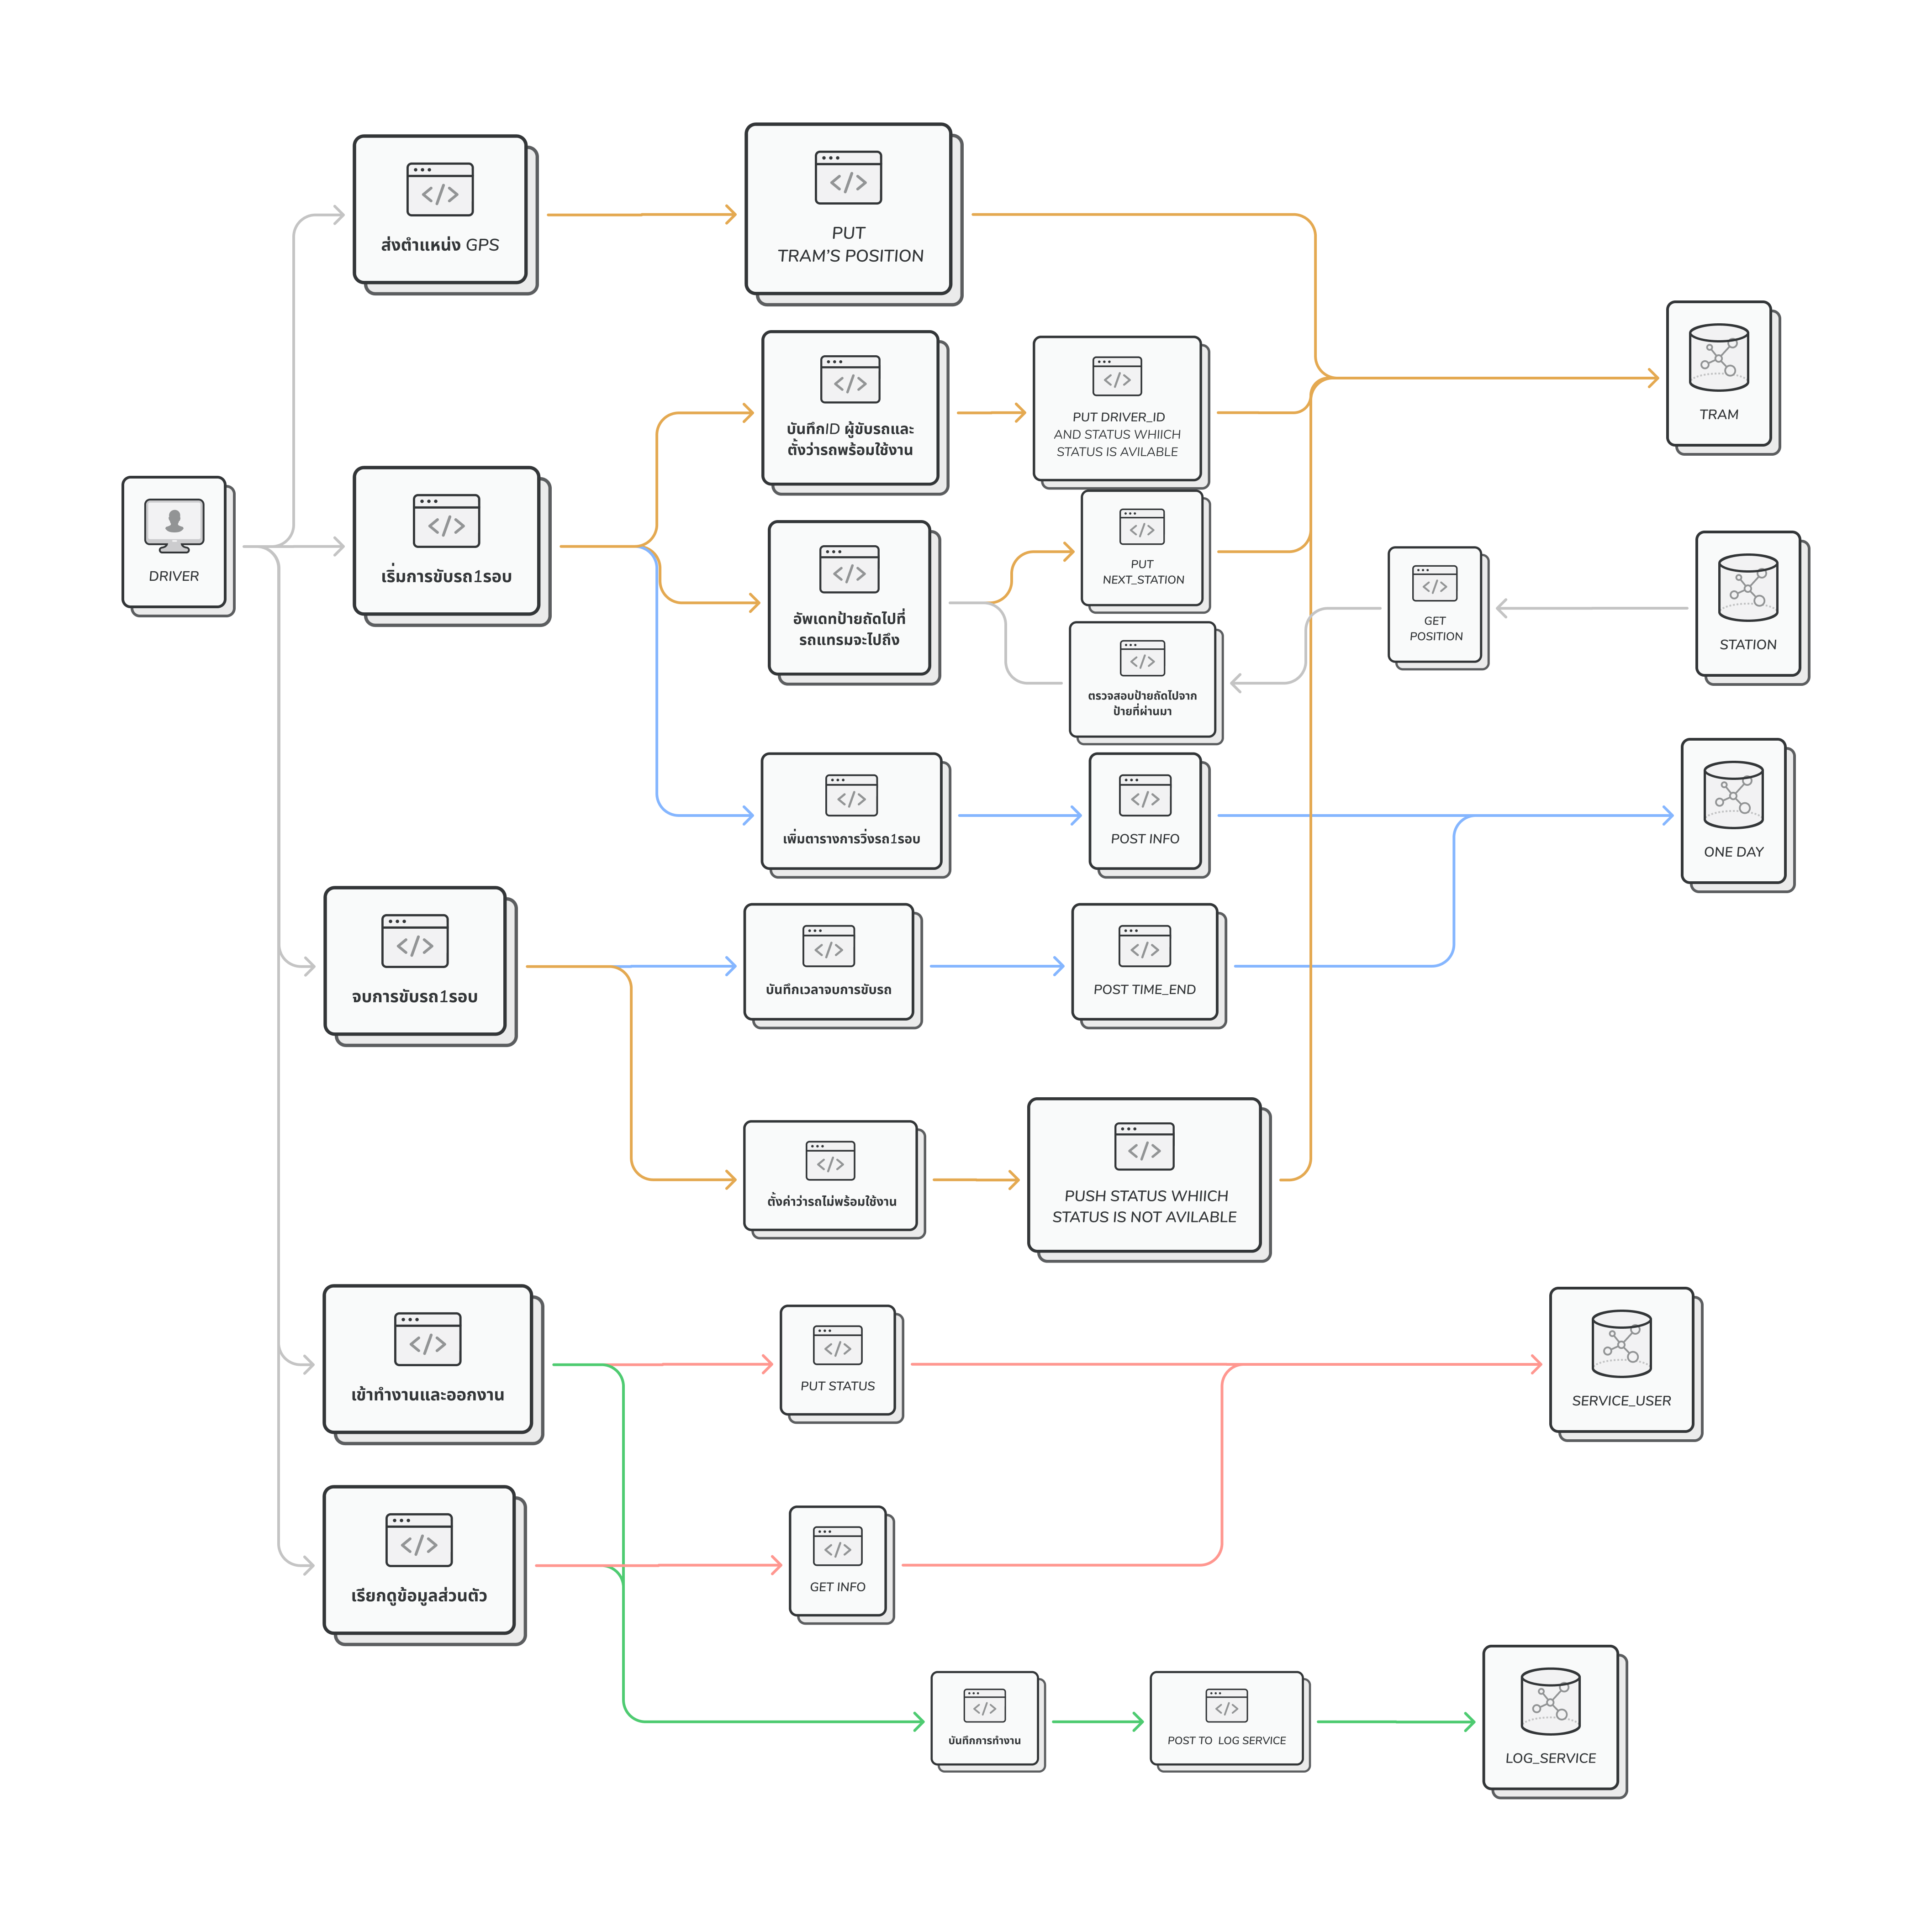 ส่งตำแหน่ง GPS
PUT
TRAM'S POSITION
บันทึกID ผู้ขับรถและ
ตั้งว่ารถพร้อมใช้งาน
PUT DRIVER_ID
AND STATUS WHIICH
STATUS IS AVILABLE
TRAM
DRIVER
เริ่มการขับรถ1รอบ
อัพเดทป้ายถัดไปที่
รถแทรมจะไปถึง
PUT
NEXT_STATION
ตรวจสอบป้ายถัดไปจาก
ป้ายที่ผ่านมา
GET
POSITION
STATION
เพิ่มตารางการวิ่งรถ1รอบ
POST INFO
ONE DAY
จบการขับรถ1รอบ
บันทึกเวลาจบการขับรถ
POST TIME_END
ตั้งค่าว่ารถไม่พร้อมใช้งาน
PUSH STATUS WHIICH
STATUS IS NOT AVILABLE
เข้าทำงานและออกงาน
PUT STATUS
SERVICE_USER
เรียกดูข้อมูลส่วนตัว
GET INFO
บันทึกการทำงาน
POST TO  LOG SERVICE
LOG_SERVICE